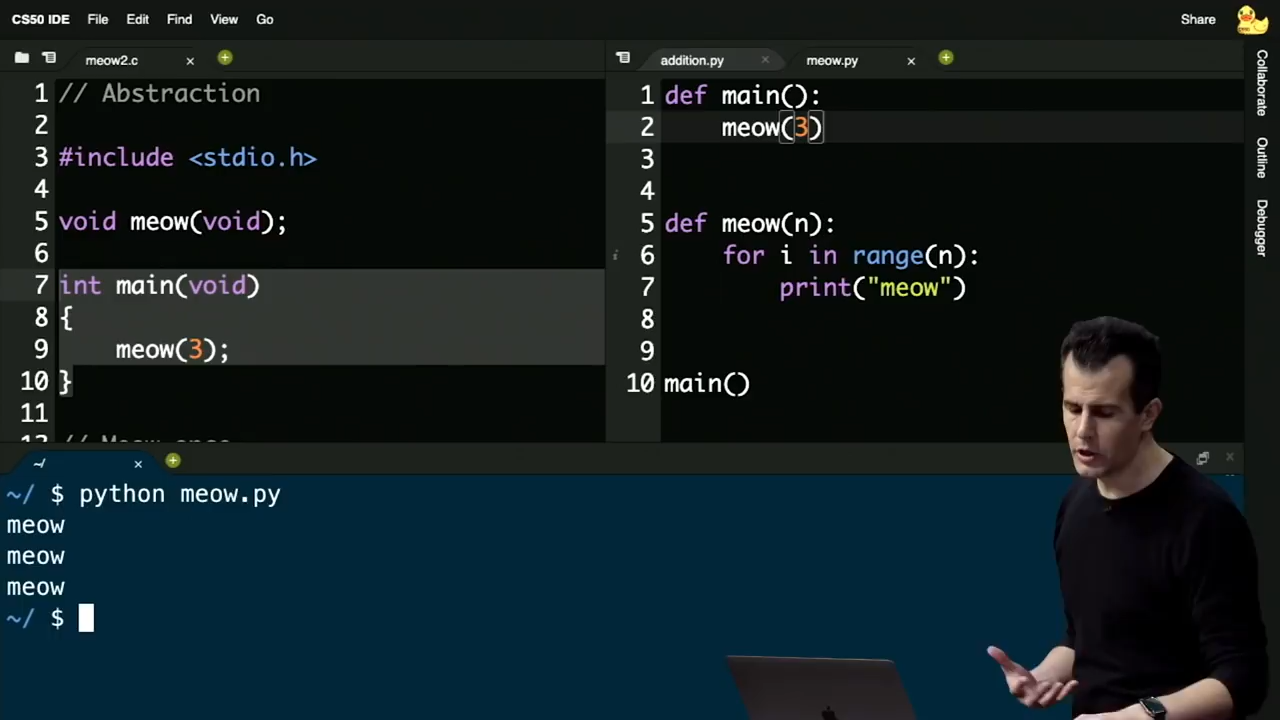 CS50 IDE File Edit Find View Go Share
meow2.c
addition.py meow.py
1 // Abstraction
2
3 #include <stdio.h>
4
5 void meow(void);
6
7 int main(void)
8 {
9 meow(3);
10 }
11
1 def main():
2 meow(3)
3
4
5 def meow(n):
6 for i in range(n):
7 print("meow")
8
9
10 main()
Collaborate
Outline
Debugger
~/
~/ $ python meow.py
meow
meow
meow
~/ $